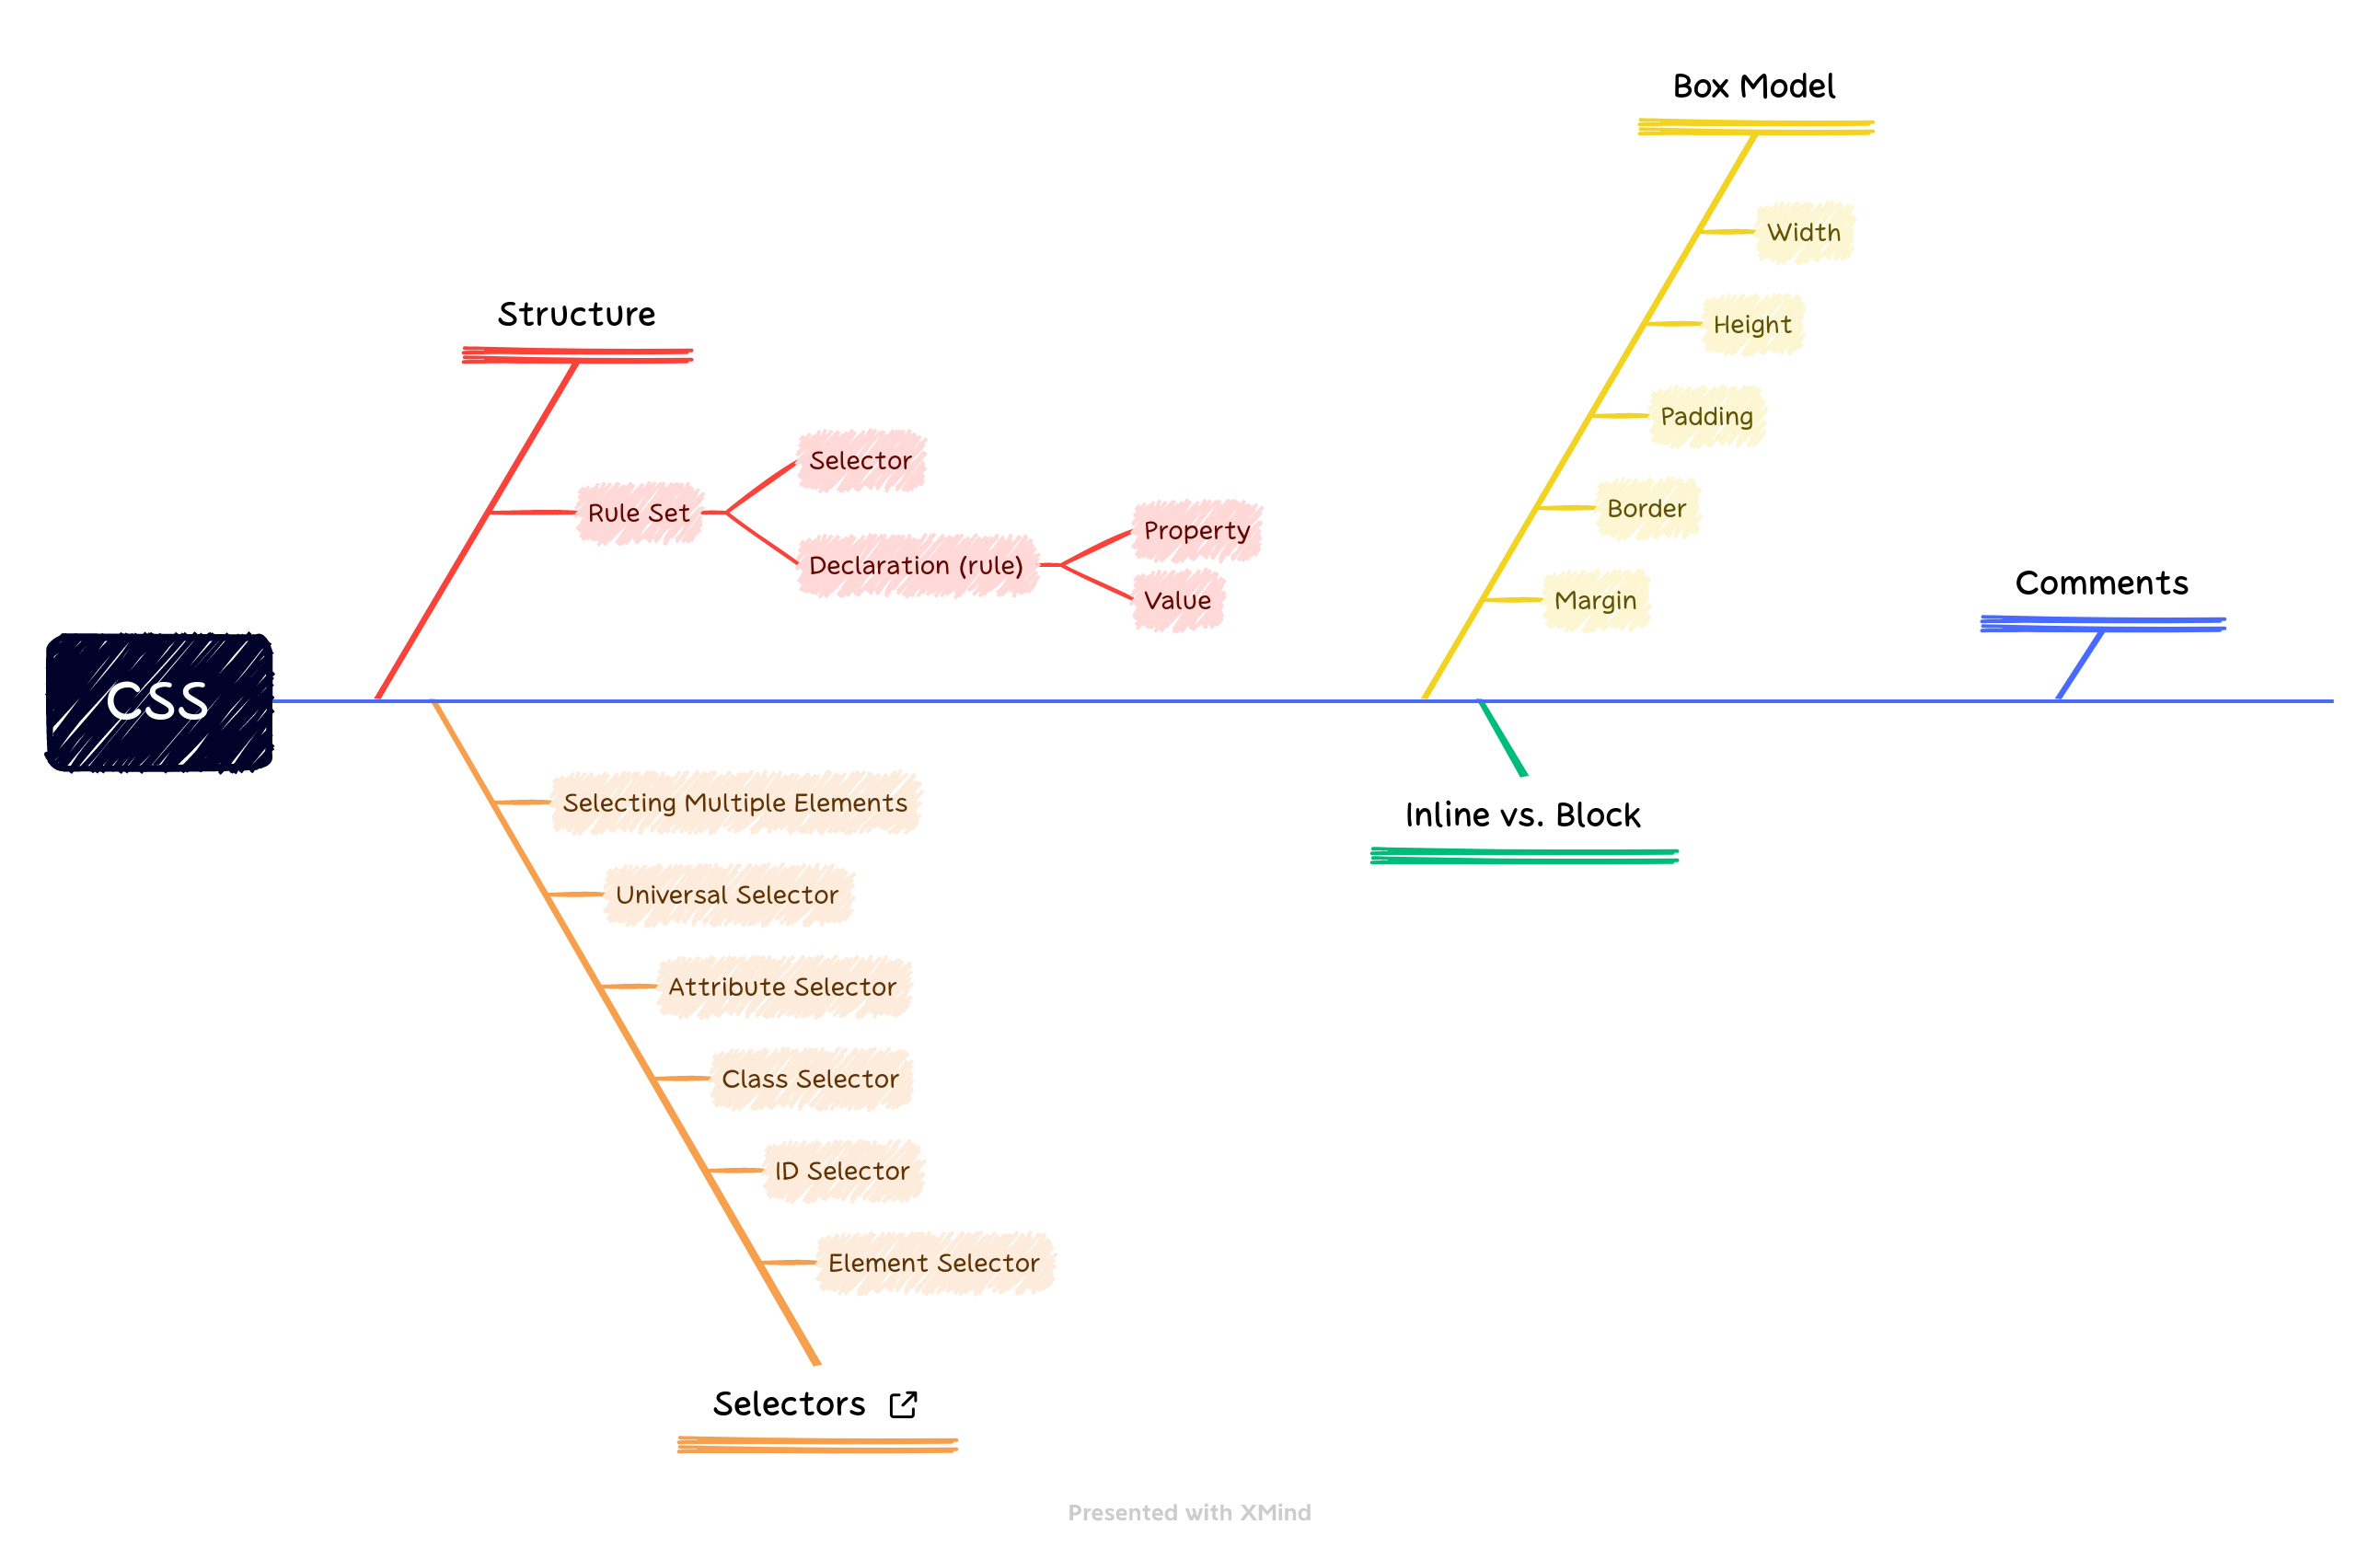 CSS
Structure
Rule Set
Selector
Declaration (rule)
Property
Value
Selecting Multiple Elements
Universal Selector
Attribute Selector
Class Selector
ID Selector
Element Selector
Selectors
Box Model
Width
Height
Padding
Border
Margin
Inline vs. Block
Comments
Presented with XMind